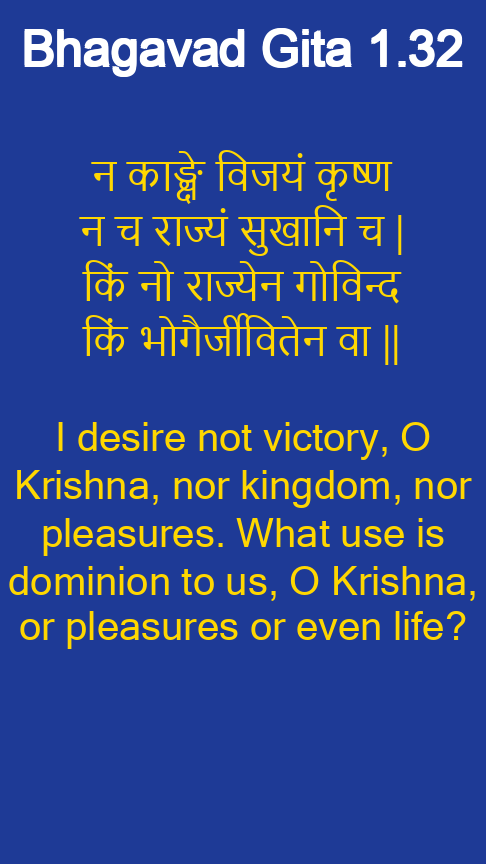 Bhagavad Gita 1.32
न काङ्क्षे विजयं कृष्ण
न च राज्यं सुखानि च |
किं नो राज्येन गोविन्द
किं भोगैर्जीवितेन वा ||
I desire not victory, O
Krishna, nor kingdom, nor
pleasures. What use is
dominion to us, O Krishna,
or pleasures or even life?